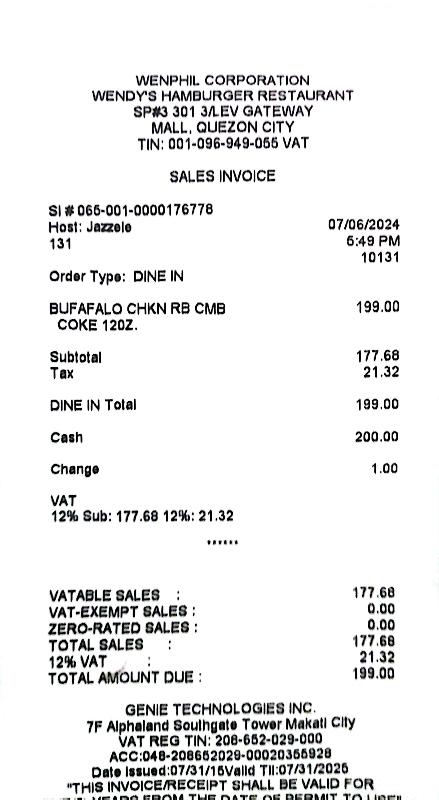 WENPHIL CORPORATION
WENDY'S HAMBURGER RESTAURANT
SP#3 301 3/LEV GATEWAY
MALL, QUEZON CITY
TIN: 001-096-949-055 VAT
SALES INVOICE
SI # 065-001-0000176778
Host: Jazzele 07/06/2024
131 5:49 PM
10131
Order Type: DINE IN
BUFAFALO CHKN RB CMB 199.00
COKE 12OZ.
Subtotal 177.68
Tax 21.32
DINE IN Total 199.00
Cash 200.00
Change 1.00
VAT
12% Sub: 177.68 12%: 21.32
******
VATABLE SALES : 177.68
VAT-EXEMPT SALES : 0.00
ZERO-RATED SALES : 0.00
TOTAL SALES : 177.68
12% VAT : 21.32
TOTAL AMOUNT DUE : 199.00
GENIE TECHNOLOGIES INC.
7F Alphaland Southgate Tower Makati City
VAT REG TIN: 208-652-029-000
ACC:048-208652029-00020355928
Date Issued:07/31/15Valid Til:07/31/2025
"THIS INVOICE/RECEIPT SHALL BE VALID FOR
YEARS FROM THE DATE OF PERMIT TO USE"